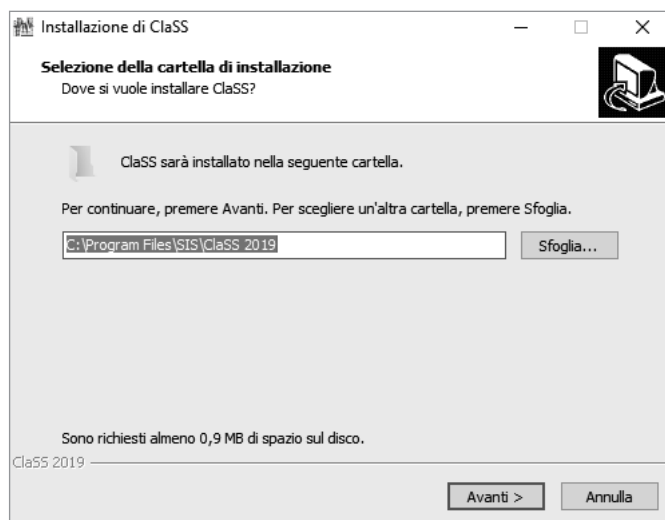 Installazione di ClaSS
Selezione della cartella di installazione
Dove si vuole installare ClaSS?
ClaSS sarà installato nella seguente cartella.
Per continuare, premere Avanti. Per scegliere un'altra cartella, premere Sfoglia.
C:\Program Files\SIS\ClaSS 2019
Sfoglia...
Sono richiesti almeno 0,9 MB di spazio sul disco.
ClaSS 2019
Avanti >
Annulla